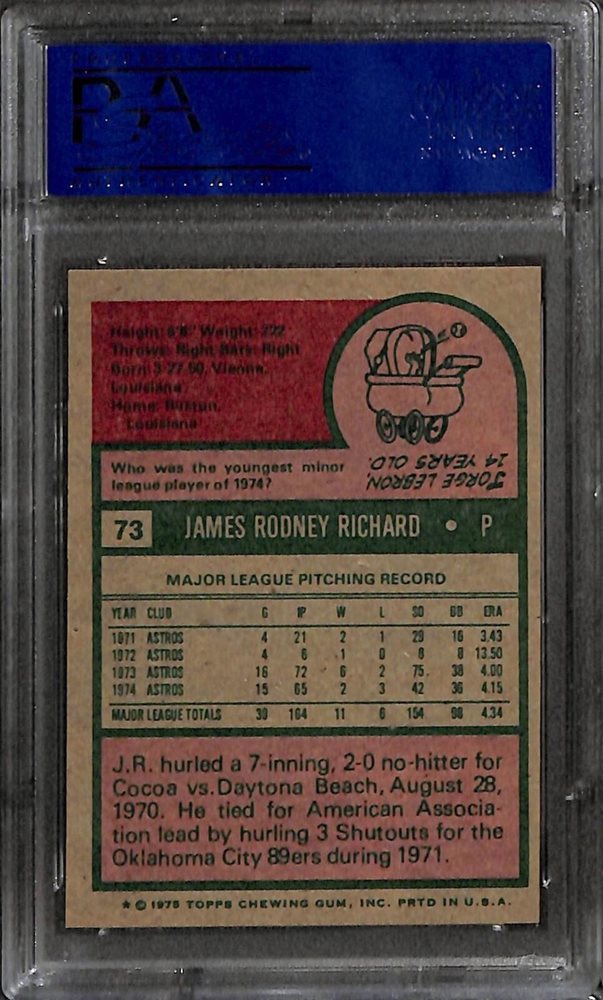 PSA
Height: 6'8" Weight: 222
Throws: Right Bats: Right
Born: 3-27-50, Vienna,
Louisiana
Home: Ruston,
Louisiana
Who was the youngest minor
league player of 1974?
JORGE LEBRON,
14 YEARS OLD.
73 JAMES RODNEY RICHARD • P
MAJOR LEAGUE PITCHING RECORD
YEAR CLUB G IP W L SO BB ERA
1971 ASTROS 4 21 2 1 29 16 3.43
1972 ASTROS 4 6 1 0 8 8 13.50
1973 ASTROS 16 72 6 2 75 38 4.00
1974 ASTROS 15 65 2 3 42 36 4.15
MAJOR LEAGUE TOTALS 39 164 11 6 154 98 4.34
J.R. hurled a 7-inning, 2-0 no-hitter for
Cocoa vs. Daytona Beach, August 28,
1970. He tied for American Associa-
tion lead by hurling 3 Shutouts for the
Oklahoma City 89ers during 1971.
★ © 1975 TOPPS CHEWING GUM, INC. PRTD IN U.S.A.